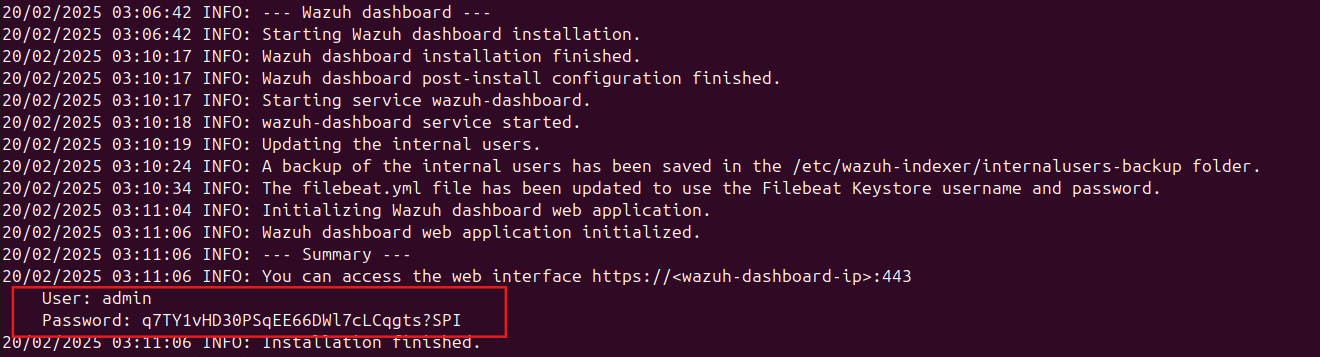 20/02/2025 03:06:42 INFO: --- Wazuh dashboard ---
20/02/2025 03:06:42 INFO: Starting Wazuh dashboard installation.
20/02/2025 03:10:17 INFO: Wazuh dashboard installation finished.
20/02/2025 03:10:17 INFO: Wazuh dashboard post-install configuration finished.
20/02/2025 03:10:17 INFO: Starting service wazuh-dashboard.
20/02/2025 03:10:18 INFO: wazuh-dashboard service started.
20/02/2025 03:10:19 INFO: Updating the internal users.
20/02/2025 03:10:24 INFO: A backup of the internal users has been saved in the /etc/wazuh-indexer/internalusers-backup folder.
20/02/2025 03:10:34 INFO: The filebeat.yml file has been updated to use the Filebeat Keystore username and password.
20/02/2025 03:11:04 INFO: Initializing Wazuh dashboard web application.
20/02/2025 03:11:06 INFO: Wazuh dashboard web application initialized.
20/02/2025 03:11:06 INFO: --- Summary ---
20/02/2025 03:11:06 INFO: You can access the web interface https://<wazuh-dashboard-ip>:443
User: admin
Password: q7TY1vHD30PSqEE66DWl7cLCqgts?SPI
20/02/2025 03:11:06 INFO: Installation finished.